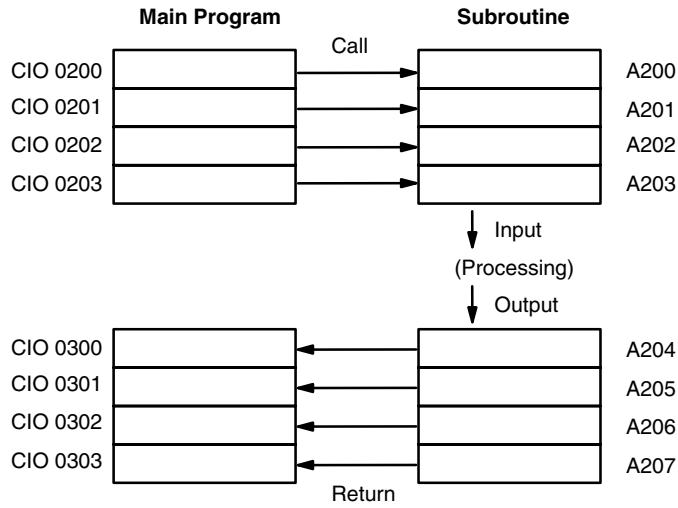 Main Program
Subroutine
Call
CIO 0200
A200
CIO 0201
A201
CIO 0202
A202
CIO 0203
A203
Input
(Processing)
Output
CIO 0300
A204
CIO 0301
A205
CIO 0302
A206
CIO 0303
A207
Return